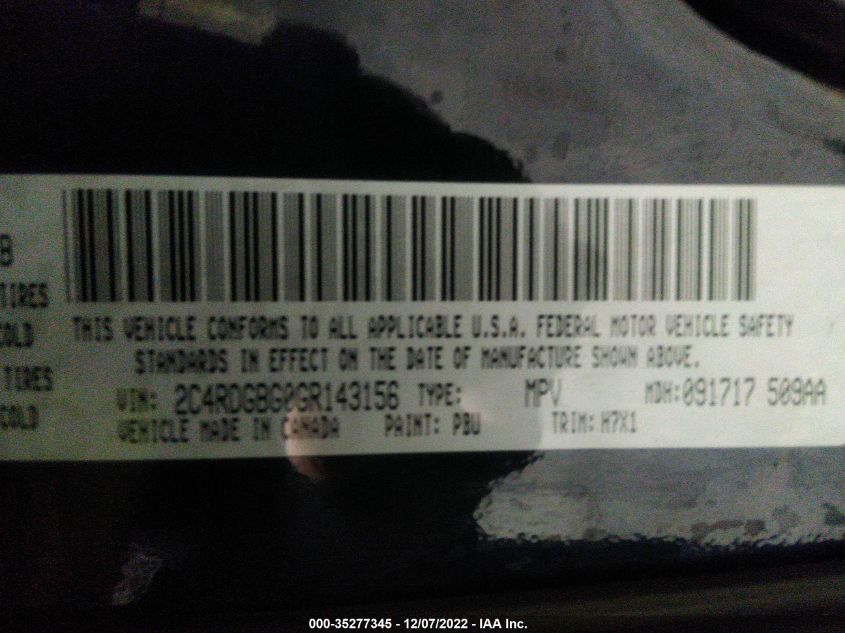 B
TIRES
COLD
TIRES
COLD
THIS VEHICLE CONFORMS TO ALL APPLICABLE U.S.A. FEDERAL MOTOR VEHICLE SAFETY
STANDARDS IN EFFECT ON THE DATE OF MANUFACTURE SHOWN ABOVE.
VIN: 2C4RDGBG0GR143156 TYPE: MPV MDH: 091717 509AA
VEHICLE MADE IN CANADA PAINT: PBU TRIM: H7X1
000-35277345 - 12/07/2022 - IAA Inc.